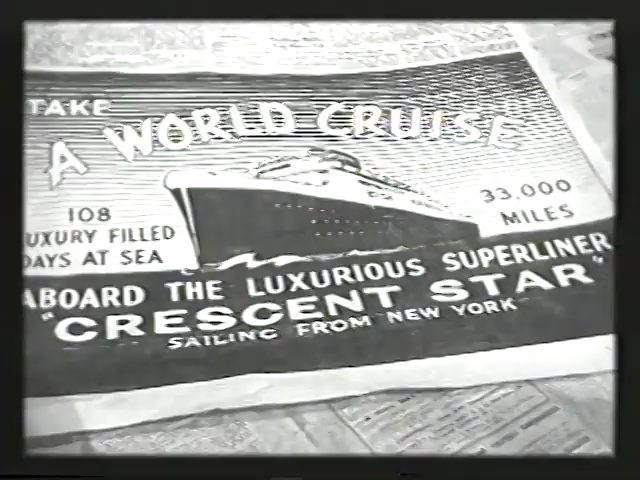 TAKE
A WORLD CRUISE
108
UXURY FILLED
DAYS AT SEA
33,000
MILES
ABOARD THE LUXURIOUS SUPERLINER
"CRESCENT STAR"
SAILING FROM NEW YORK